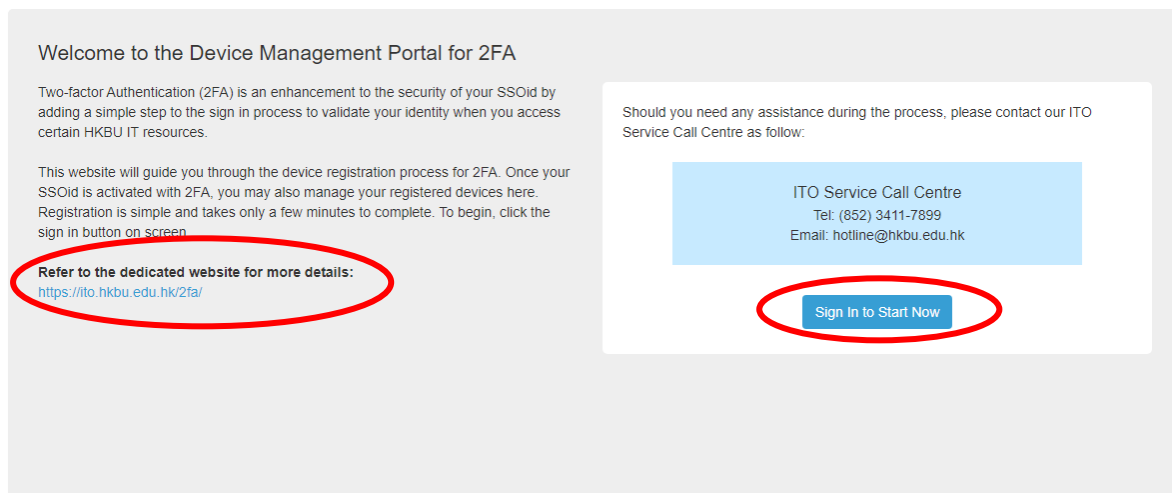 Welcome to the Device Management Portal for 2FA
Two-factor Authentication (2FA) is an enhancement to the security of your SSOid by
adding a simple step to the sign in process to validate your identity when you access
certain HKBU IT resources.
This website will guide you through the device registration process for 2FA. Once your
SSOid is activated with 2FA, you may also manage your registered devices here.
Registration is simple and takes only a few minutes to complete. To begin, click the
sign in button on screen.
Refer to the dedicated website for more details:
https://ito.hkbu.edu.hk/2fa/
Should you need any assistance during the process, please contact our ITO
Service Call Centre as follow:
ITO Service Call Centre
Tel: (852) 3411-7899
Email: hotline@hkbu.edu.hk
Sign In to Start Now